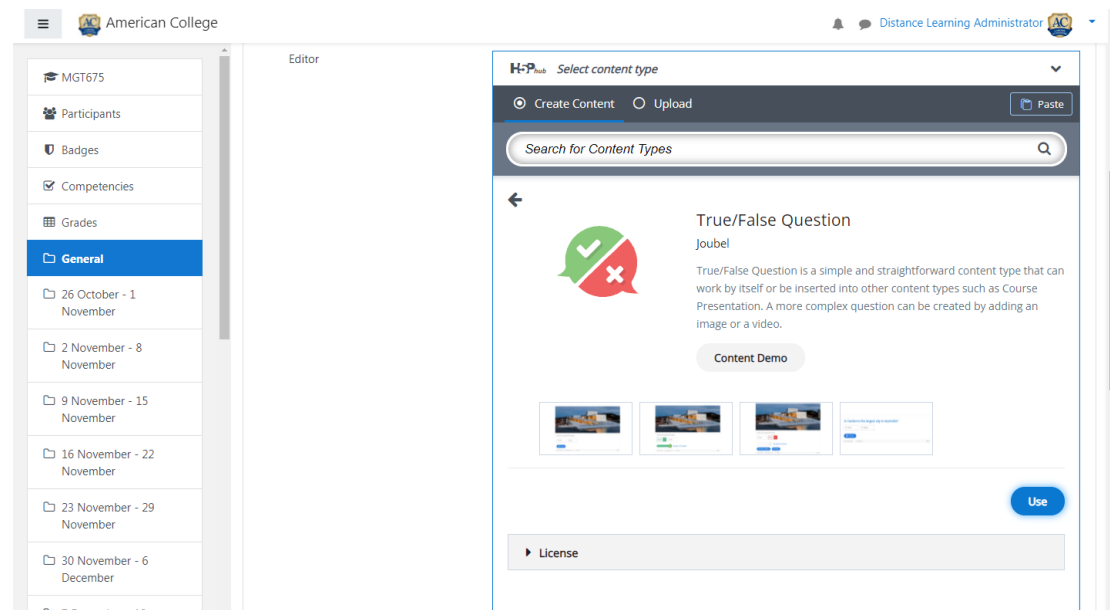 American College
Distance Learning Administrator
MGT675
Participants
Badges
Competencies
Grades
General
26 October - 1
November
2 November - 8
November
9 November - 15
November
16 November - 22
November
23 November - 29
November
30 November - 6
December
Editor
H5P hub Select content type
Create Content Upload Paste
Search for Content Types
True/False Question
Joubel
True/False Question is a simple and straightforward content type that can
work by itself or be inserted into other content types such as Course
Presentation. A more complex question can be created by adding an
image or a video.
Content Demo
Use
License